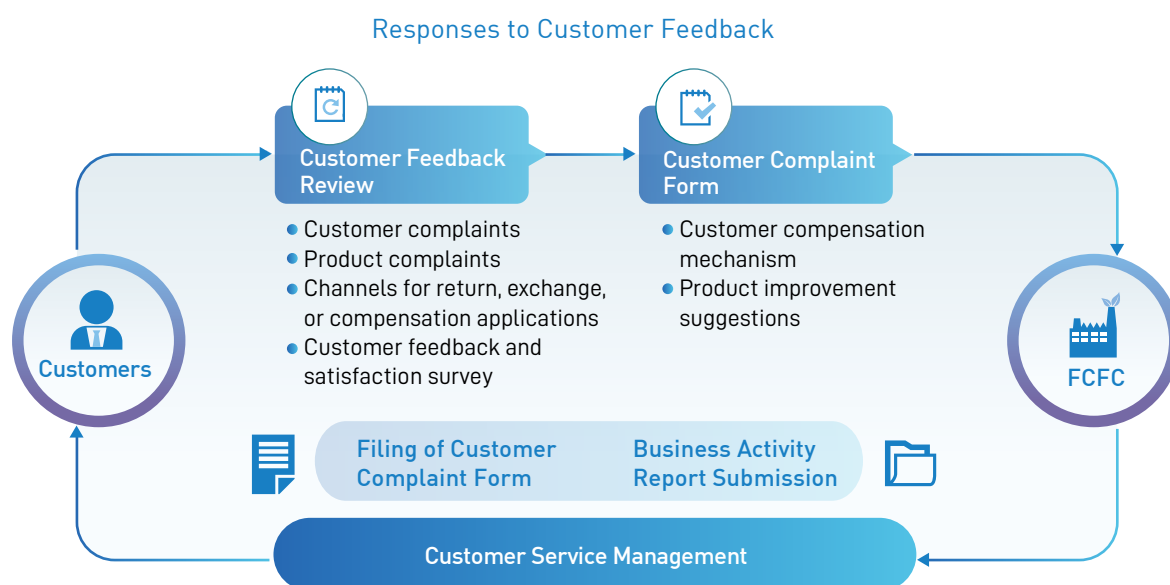 Responses to Customer Feedback
Customer Feedback
Review
Customer Complaint
Form
Customer complaints
Product complaints
Channels for return, exchange,
or compensation applications
Customer feedback and
satisfaction survey
Customer compensation
mechanism
Product improvement
suggestions
Customers
FCFC
Filing of Customer
Complaint Form
Business Activity
Report Submission
Customer Service Management